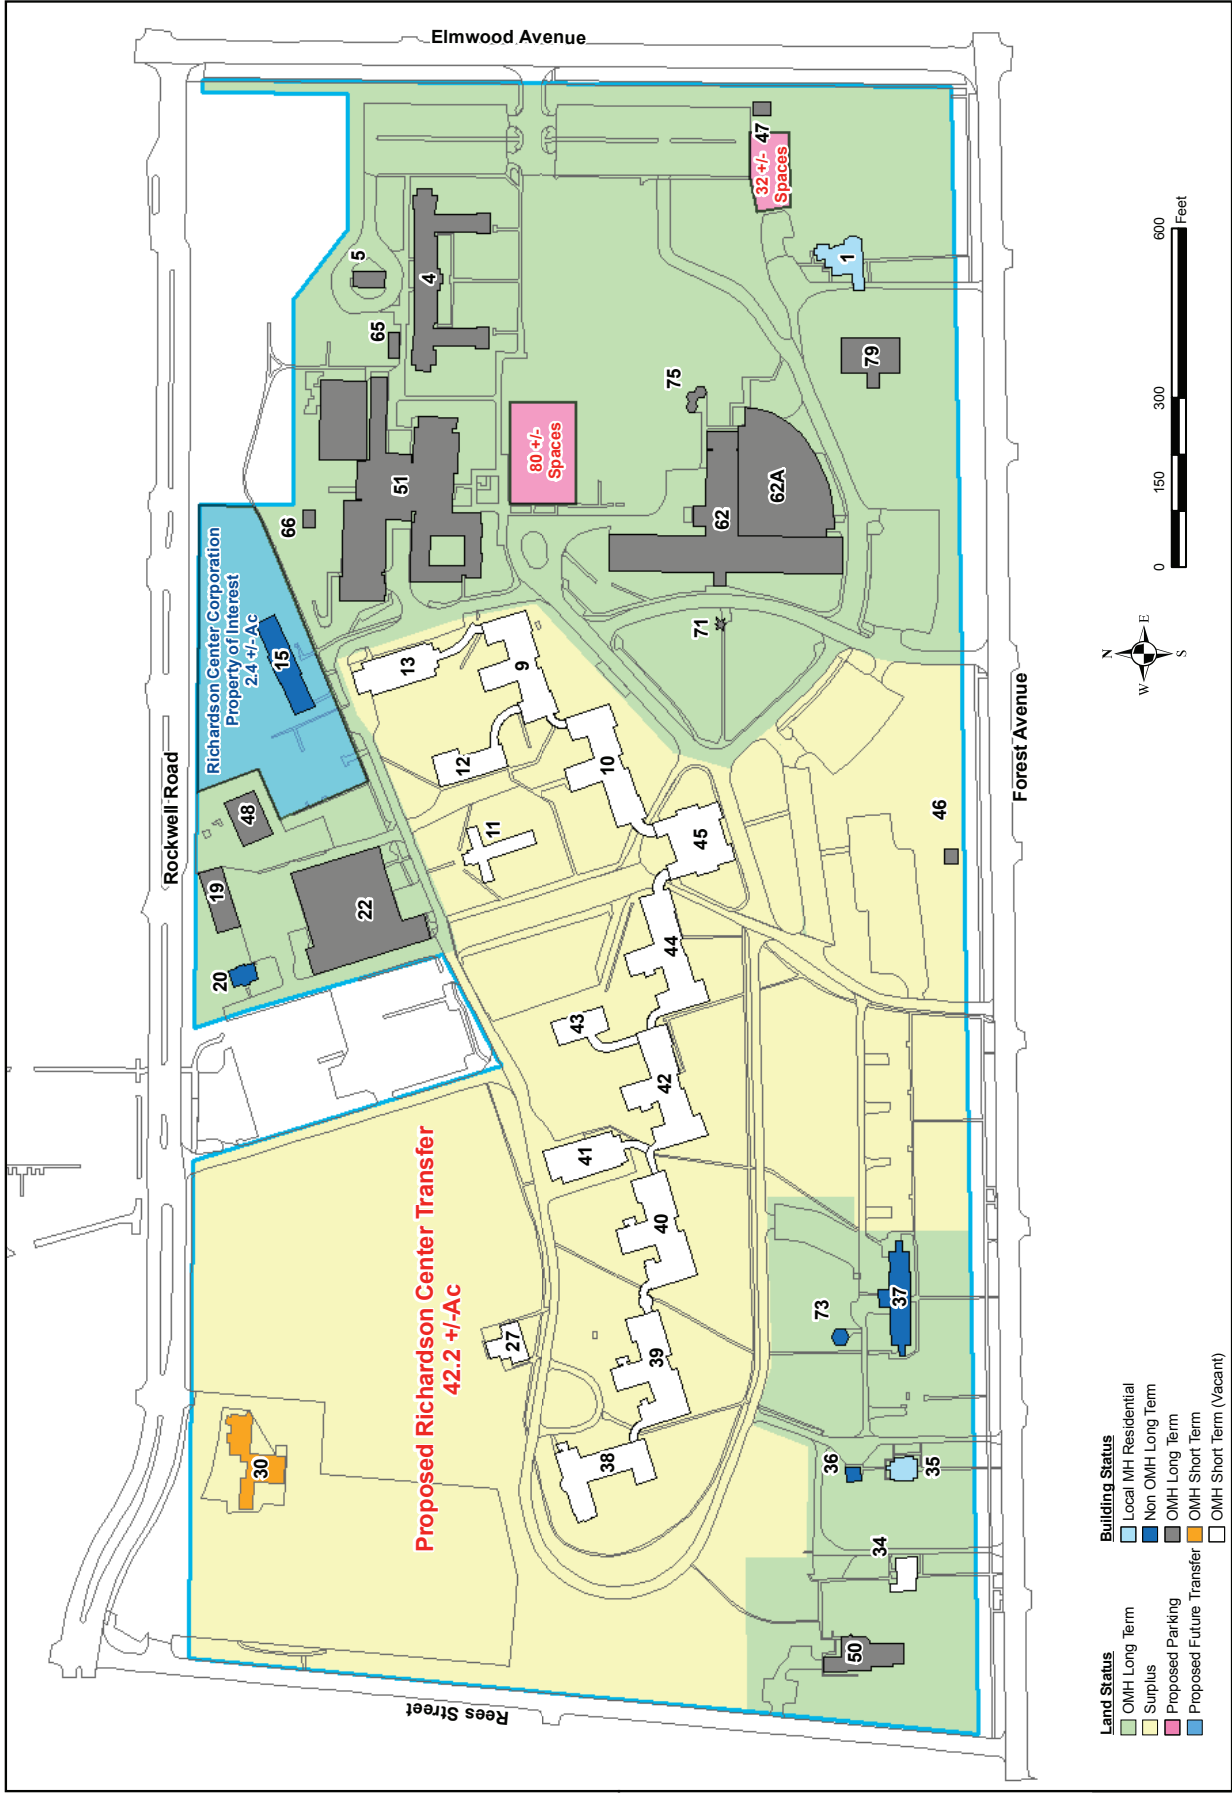 Elmwood Avenue
Rockwell Road
Forest Avenue
Rees Street
Richardson Center Corporation
Property of Interest
2.4 +/-Ac
Proposed Richardson Center Transfer
42.2 +/-Ac
80 +/-
Spaces
32 +/-
Spaces
47
5
4
65
1
79
75
51
66
62
62A
71
15
13
9
12
10
11
48
19
22
20
45
46
44
43
42
41
40
39
38
27
30
73
37
36
35
34
50
N
W
E
S
0
150
300
600
Feet
Land Status
OMH Long Term
Surplus
Proposed Parking
Proposed Future Transfer
Building Status
Local MH Residential
Non OMH Long Term
OMH Long Term
OMH Short Term
OMH Short Term (Vacant)